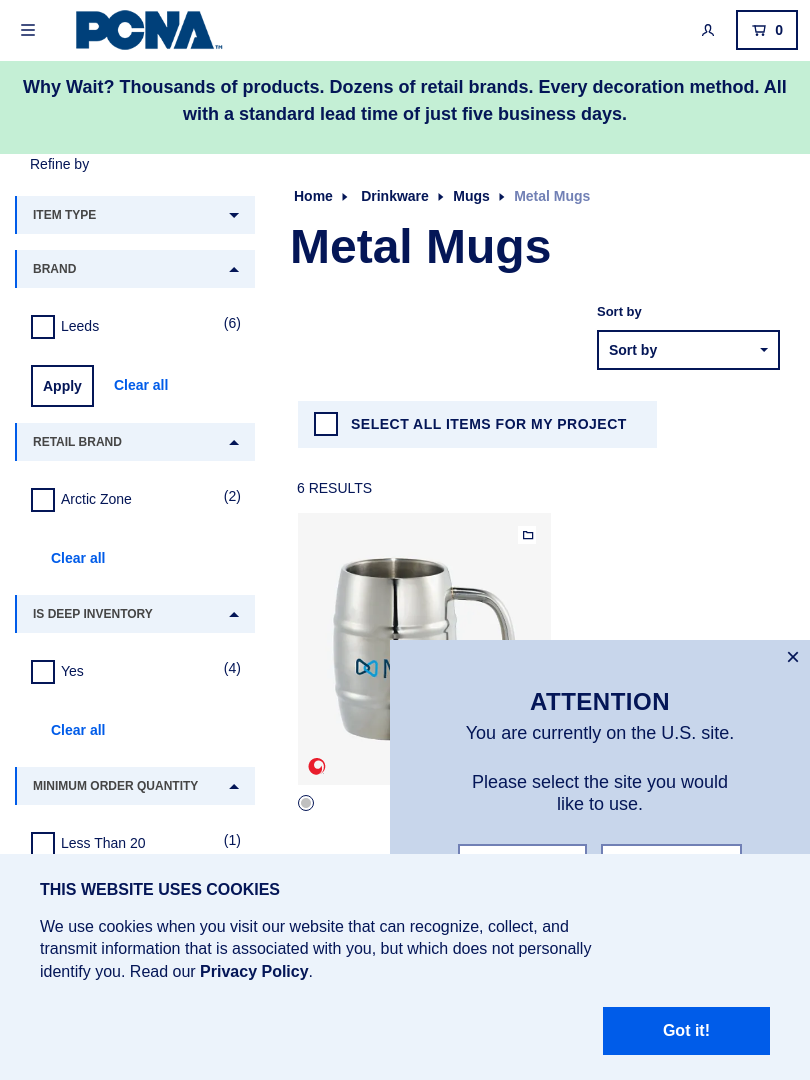 PCNA™
0
Why Wait? Thousands of products. Dozens of retail brands. Every decoration method. All
with a standard lead time of just five business days.
Refine by
Home
Drinkware
Mugs
Metal Mugs
Metal Mugs
ITEM TYPE
BRAND
Leeds
(6)
Apply
Clear all
Sort by
Sort by
SELECT ALL ITEMS FOR MY PROJECT
RETAIL BRAND
Arctic Zone
(2)
Clear all
6 RESULTS
IS DEEP INVENTORY
Yes
(4)
Clear all
MINIMUM ORDER QUANTITY
Less Than 20
(1)
ATTENTION
You are currently on the U.S. site.
Please select the site you would
like to use.
THIS WEBSITE USES COOKIES
We use cookies when you visit our website that can recognize, collect, and
transmit information that is associated with you, but which does not personally
identify you. Read our Privacy Policy.
Got it!